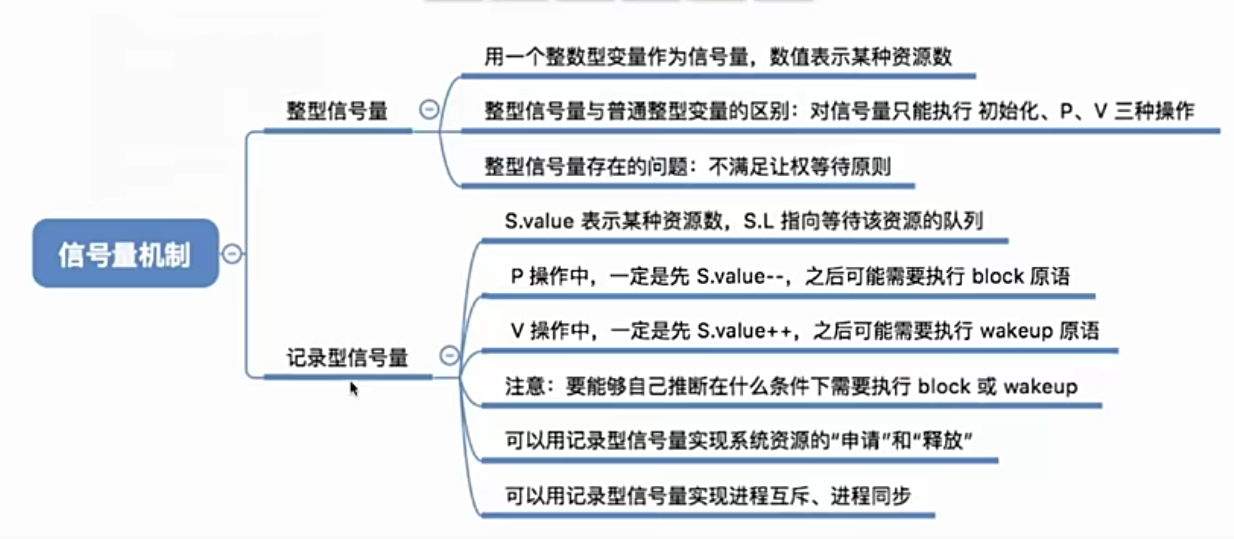 用一个整数型变量作为信号量，数值表示某种资源数
整型信号量
整型信号量与普通整型变量的区别：对信号量只能执行 初始化、P、V 三种操作
整型信号量存在的问题：不满足让权等待原则
信号量机制
S.value 表示某种资源数，S.L 指向等待该资源的队列
P 操作中，一定是先 S.value--，之后可能需要执行 block 原语
V 操作中，一定是先 S.value++，之后可能需要执行 wakeup 原语
记录型信号量
注意：要能够自己推断在什么条件下需要执行 block 或 wakeup
可以用记录型信号量实现系统资源的“申请”和“释放”
可以用记录型信号量实现进程互斥、进程同步